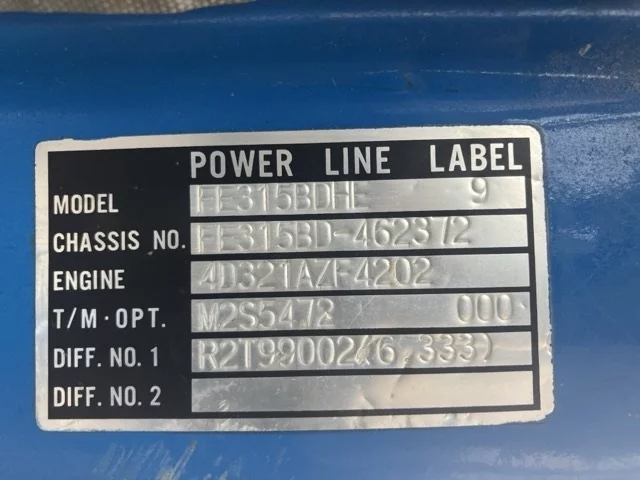 POWER LINE LABEL
MODEL FE315BDHE 9
CHASSIS NO. FE315BD-462372
ENGINE 4D321AZF4202
T/M·OPT. M2S5472 000
DIFF. NO. 1 R2T99002(6.333)
DIFF. NO. 2